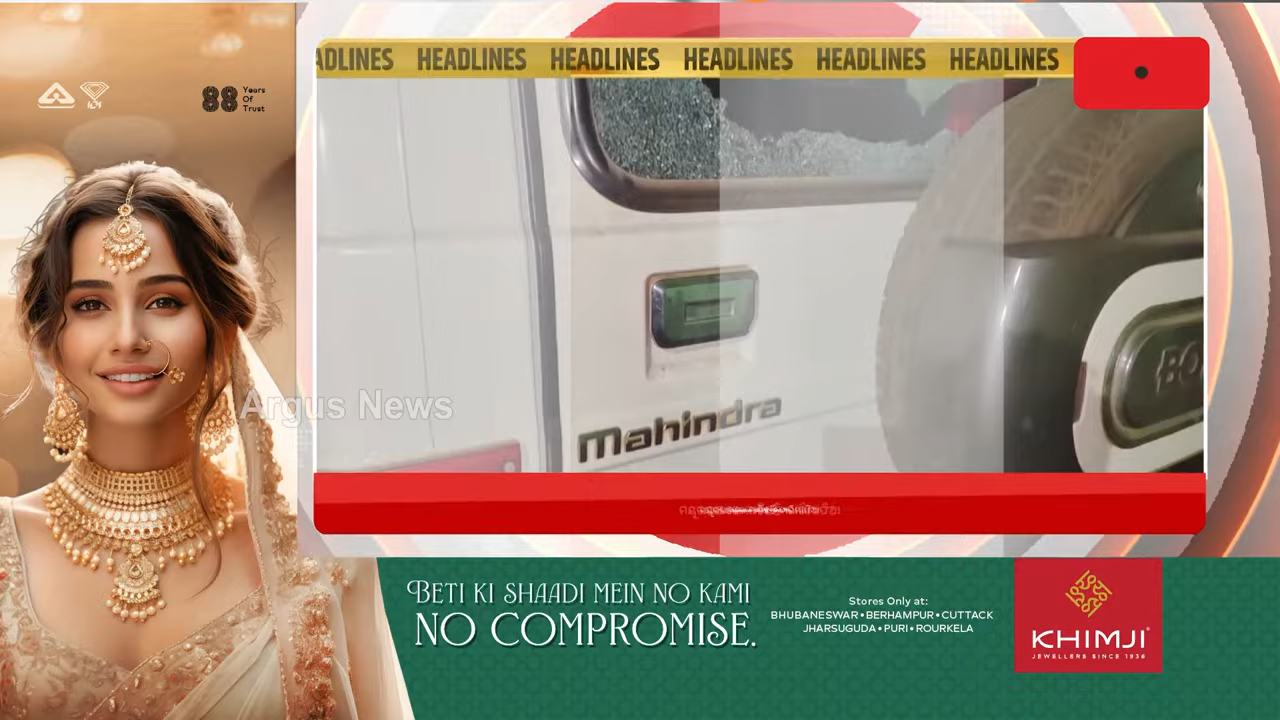 HEADLINES HEADLINES HEADLINES HEADLINES HEADLINES
88 Years
Of
Trust
Mahindra
BO
Argus News
BETI KI SHAADI MEIN NO KAMI
NO COMPROMISE.
Stores Only at:
BHUBANESWAR • BERHAMPUR • CUTTACK
JHARSUGUDA • PURI • ROURKELA
KHIMJI
JEWELLERS SINCE 1936